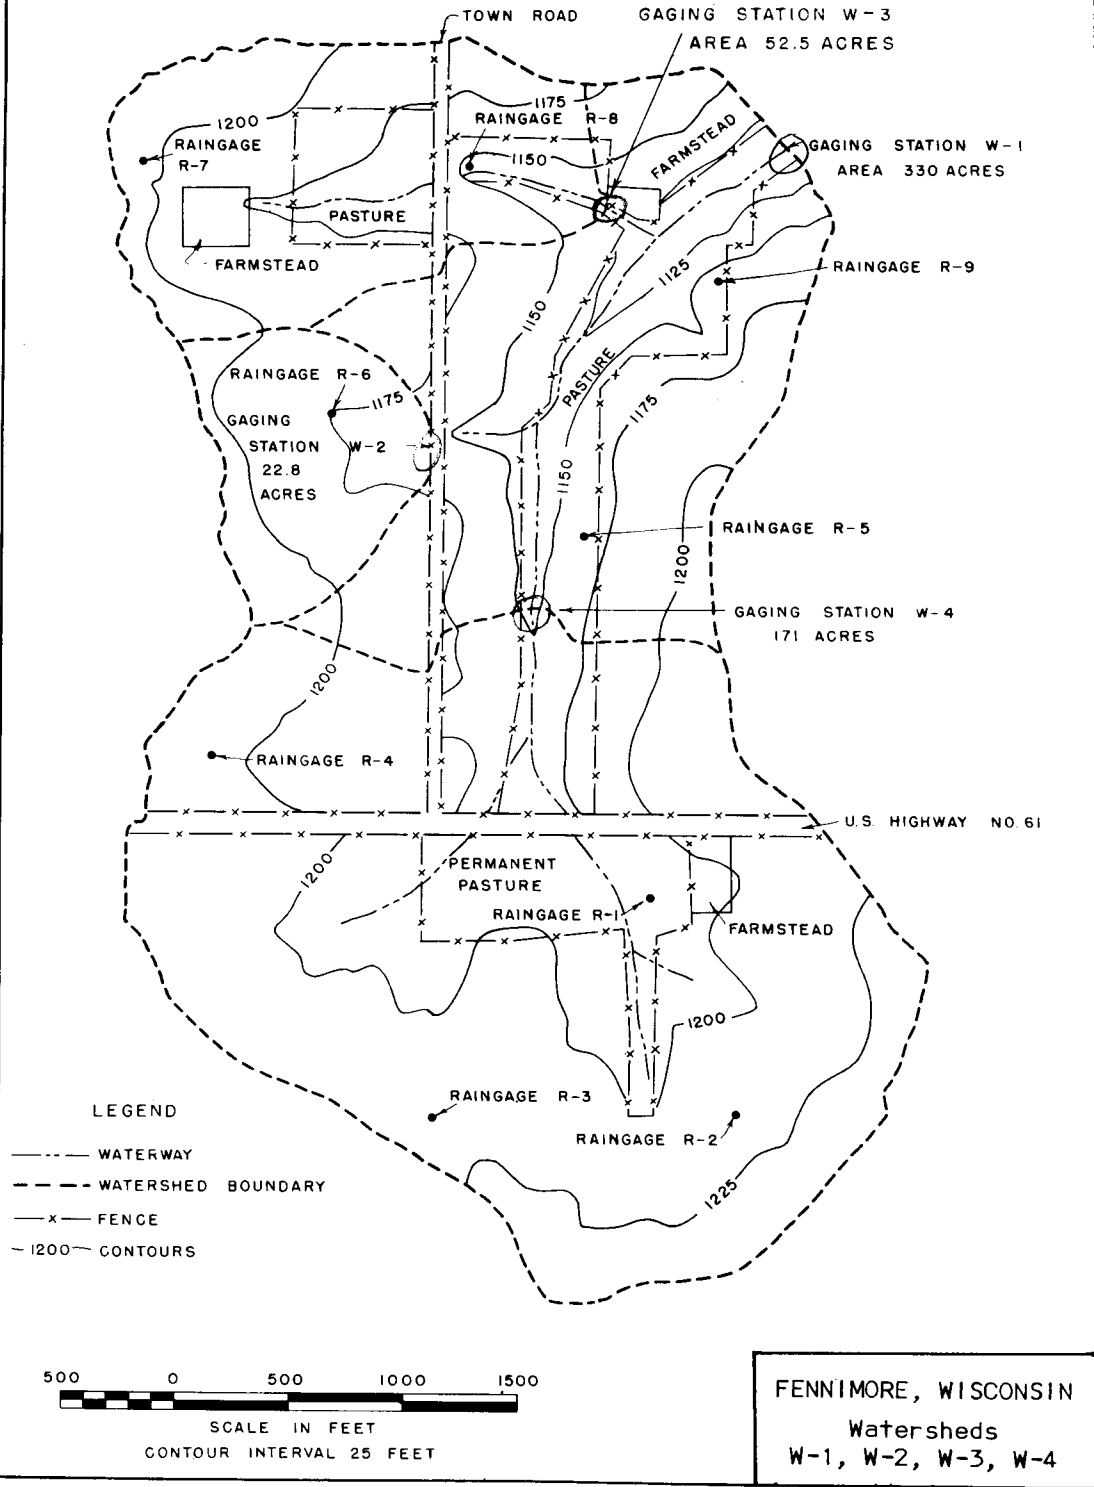 TOWN ROAD
GAGING STATION W-3
AREA 52.5 ACRES
1175
1200
RAINGAGE R-8
RAINGAGE
R-7
1150
FARMSTEAD
GAGING STATION W-1
AREA 330 ACRES
PASTURE
FARMSTEAD
1125
RAINGAGE R-9
1150
RAINGAGE R-6
PASTURE
1175
1175
GAGING
STATION W-2
22.8
ACRES
1150
RAINGAGE R-5
1200
GAGING STATION W-4
171 ACRES
1200
RAINGAGE R-4
U.S. HIGHWAY NO. 61
1200
PERMANENT
PASTURE
RAINGAGE R-1
FARMSTEAD
1200
RAINGAGE R-3
RAINGAGE R-2
1225
LEGEND
WATERWAY
WATERSHED BOUNDARY
x FENCE
1200 CONTOURS
500 0 500 1000 1500
SCALE IN FEET
CONTOUR INTERVAL 25 FEET
FENNIMORE, WISCONSIN
Watersheds
W-1, W-2, W-3, W-4